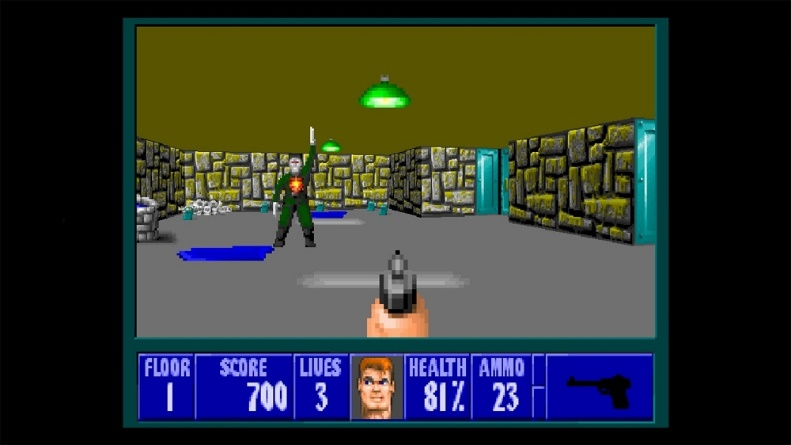 FLOOR SCORE LIVES HEALTH AMMO
1 700 3 81% 23